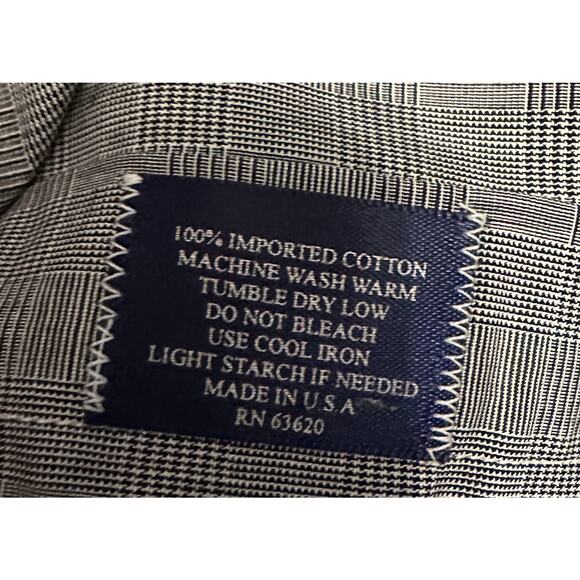 100% IMPORTED COTTON
MACHINE WASH WARM
TUMBLE DRY LOW
DO NOT BLEACH
USE COOL IRON
LIGHT STARCH IF NEEDED
MADE IN U.S.A
RN 63620